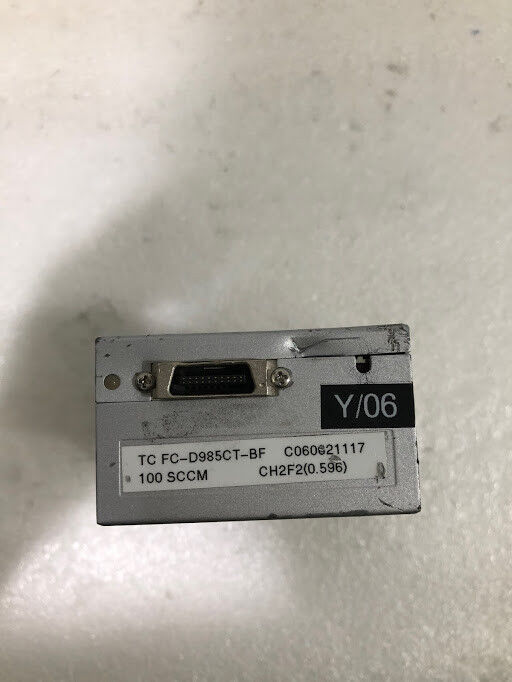 Y/06
TC FC-D985CT-BF C060621117
100 SCCM CH2F2(0.596)